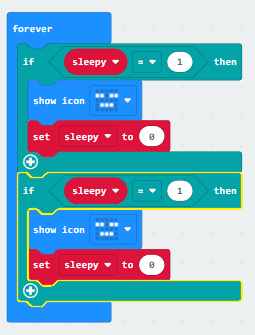 forever
if sleepy = 1 then
show icon
set sleepy to 0
if sleepy = 1 then
show icon
set sleepy to 0